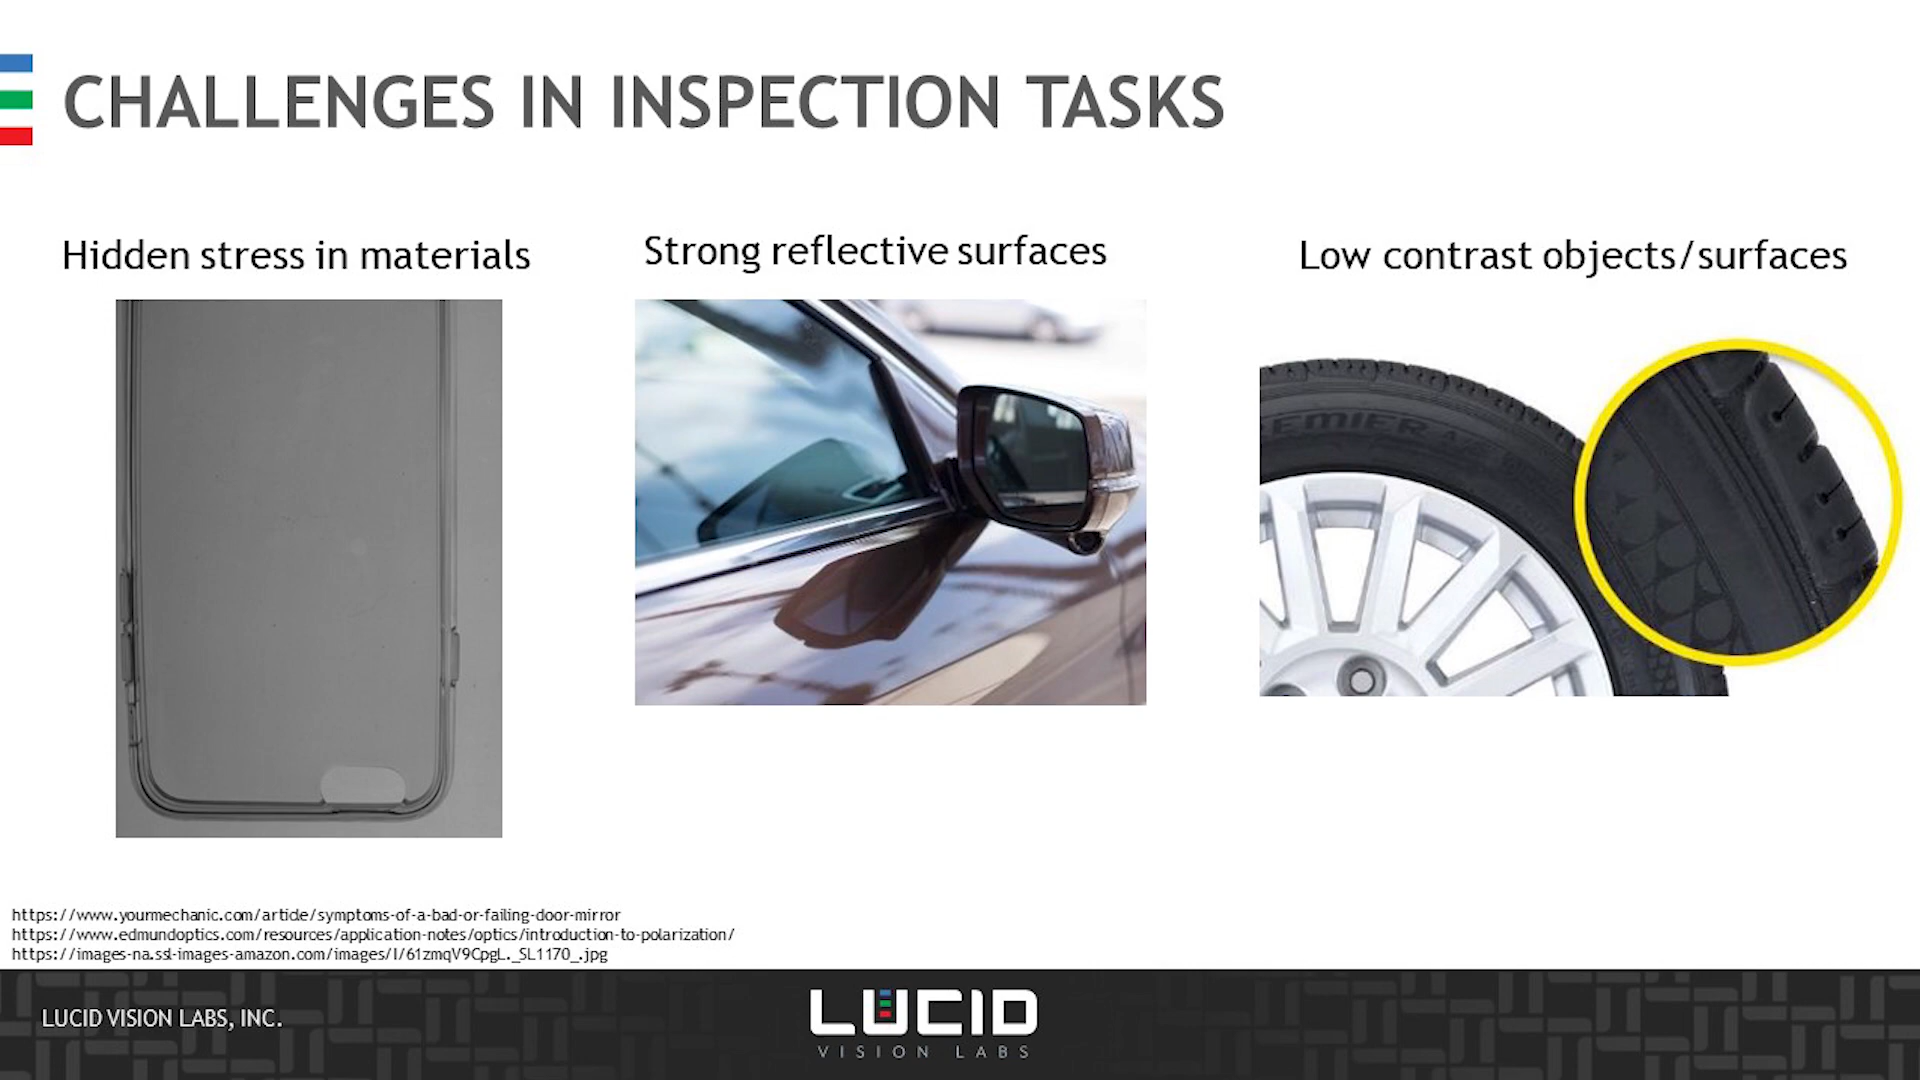 CHALLENGES IN INSPECTION TASKS
Hidden stress in materials
Strong reflective surfaces
Low contrast objects/surfaces
EMIER
https://www.yourmechanic.com/article/symptoms-of-a-bad-or-failing-door-mirror
https://www.edmundoptics.com/resources/application-notes/optics/introduction-to-polarization/
https://images-na.ssl-images-amazon.com/images/I/61zmqV9CpgL._SL1170_.jpg
LUCID VISION LABS, INC.
LUCID
VISION LABS